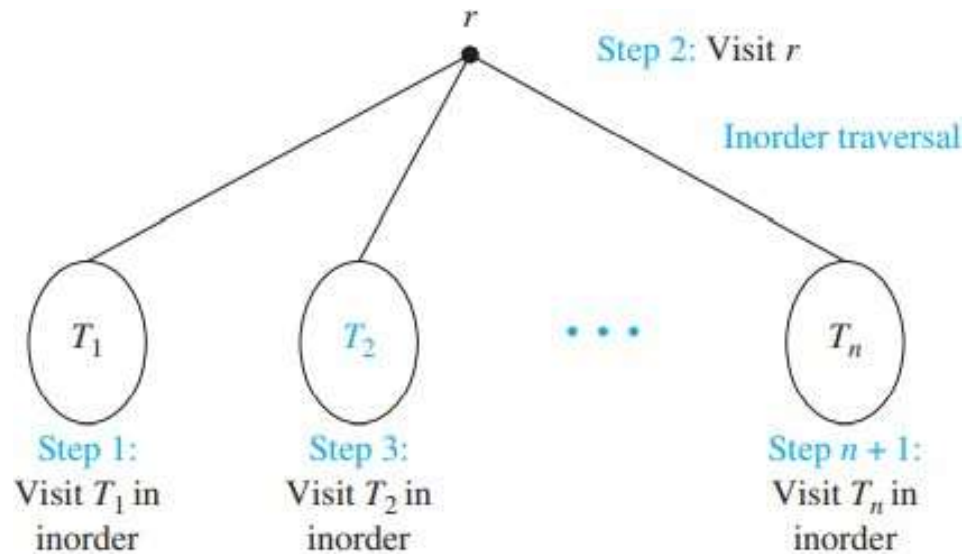 r
Step 2: Visit r
Inorder traversal
T1
T2
• • •
Tn
Step 1:
Visit T1 in
inorder
Step 3:
Visit T2 in
inorder
Step n + 1:
Visit Tn in
inorder